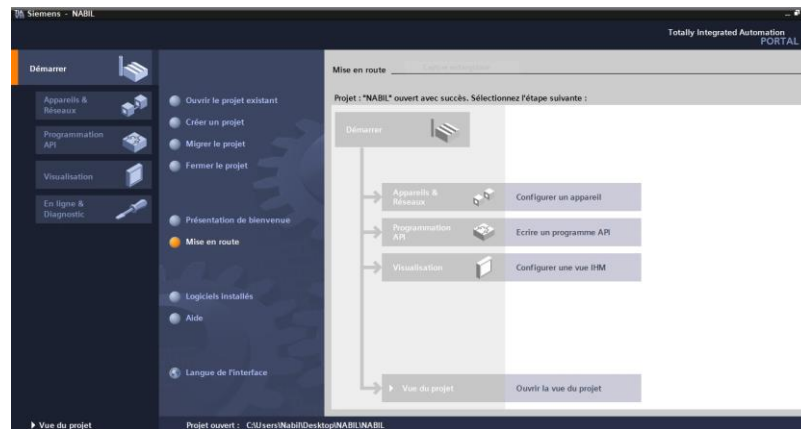 Siemens - NABIL
Totally Integrated Automation
PORTAL
Démarrer
Appareils &
Réseaux
Programmation
API
Visualisation
En ligne &
Diagnostic
Ouvrir le projet existant
Créer un projet
Migrer le projet
Fermer le projet
Présentation de bienvenue
Mise en route
Logiciels installés
Aide
Langue de l'interface
Mise en route
Projet : "NABIL" ouvert avec succès. Sélectionnez l'étape suivante :
Démarrer
Appareils &
Réseaux
Configurer un appareil
Programmation
API
Ecrire un programme API
Visualisation
Configurer une vue IHM
Vue du projet
Ouvrir la vue du projet
Vue du projet
Projet ouvert : C:\Users\Nabil\Desktop\NABIL\NABIL